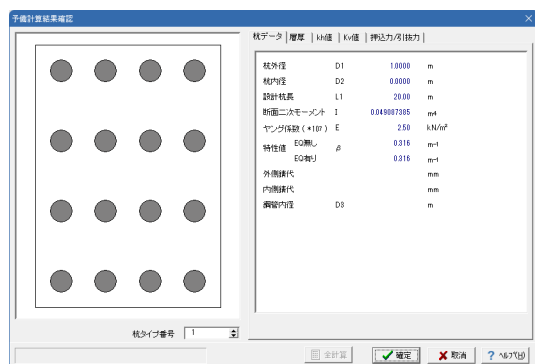 予備計算結果確認
杭データ 層厚 kh値 Kv値 押込力/引抜力
杭外径 D1 1.0000 m
杭内径 D2 0.0000 m
設計杭長 L1 20.00 m
断面二次モーメント I 0.049087385 m4
ヤング係数(*107) E 2.50 kN/m²
特性値 EQ無し β 0.316 m-1
EQ有り 0.316 m-1
外側錆代 mm
内側錆代 mm
鋼管内径 D3 m
杭タイプ番号 1
全計算 確定 取消 ? ヘルプ(H)